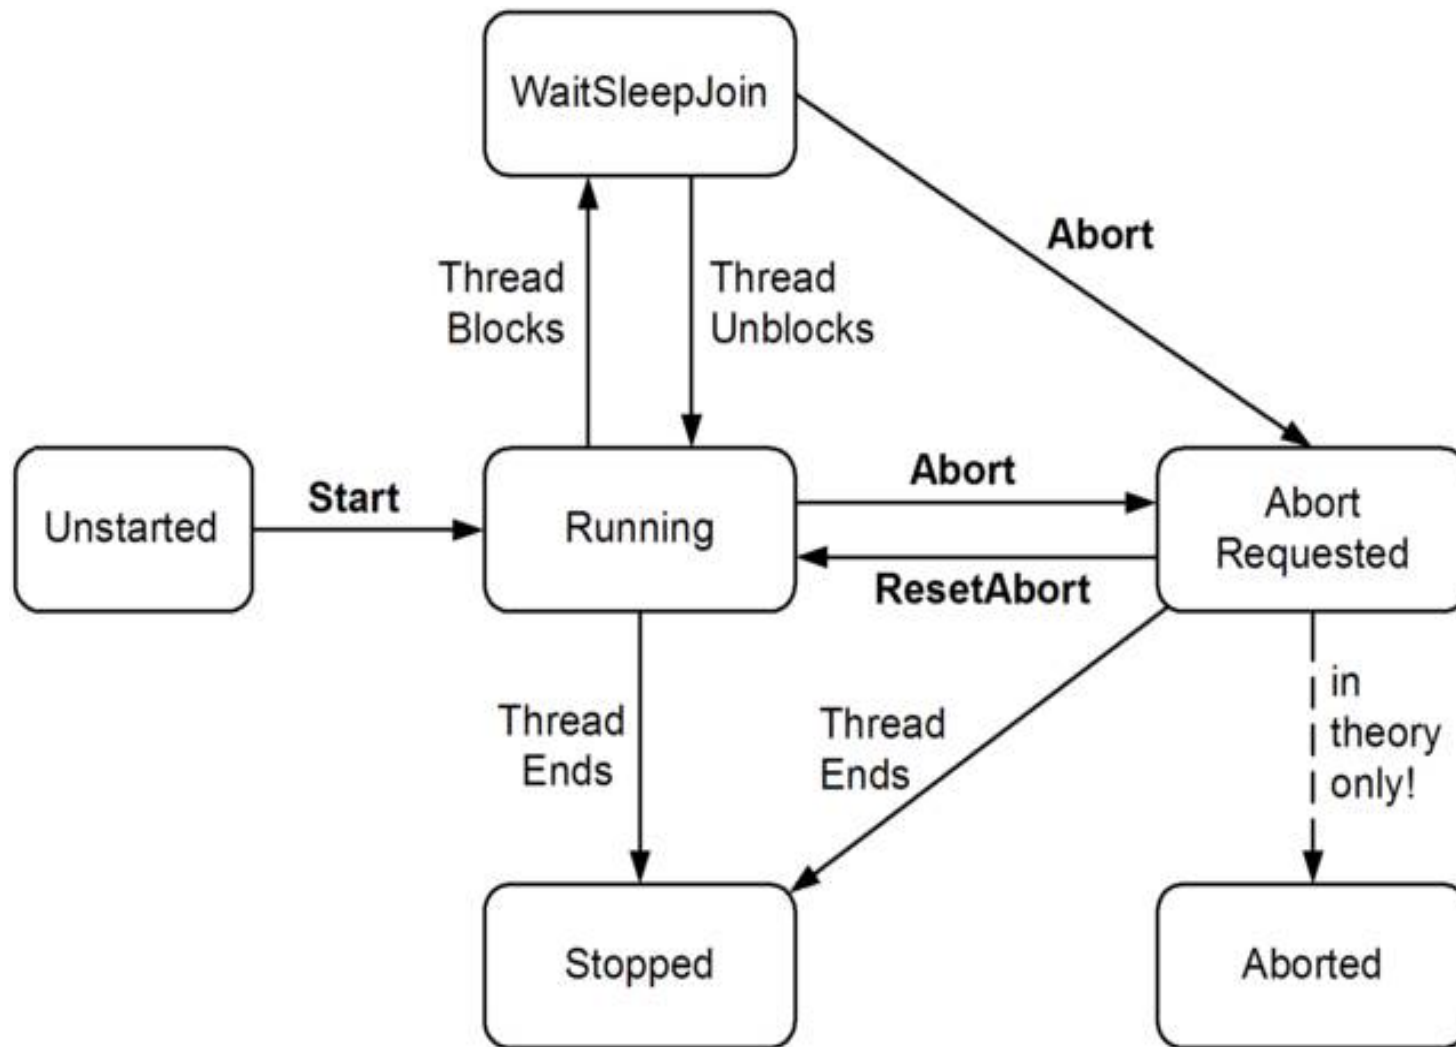 WaitSleepJoin
Abort
Thread
Blocks
Thread
Unblocks
Unstarted
Start
Running
Abort
ResetAbort
Abort
Requested
Thread
Ends
Thread
Ends
in
theory
only!
Stopped
Aborted